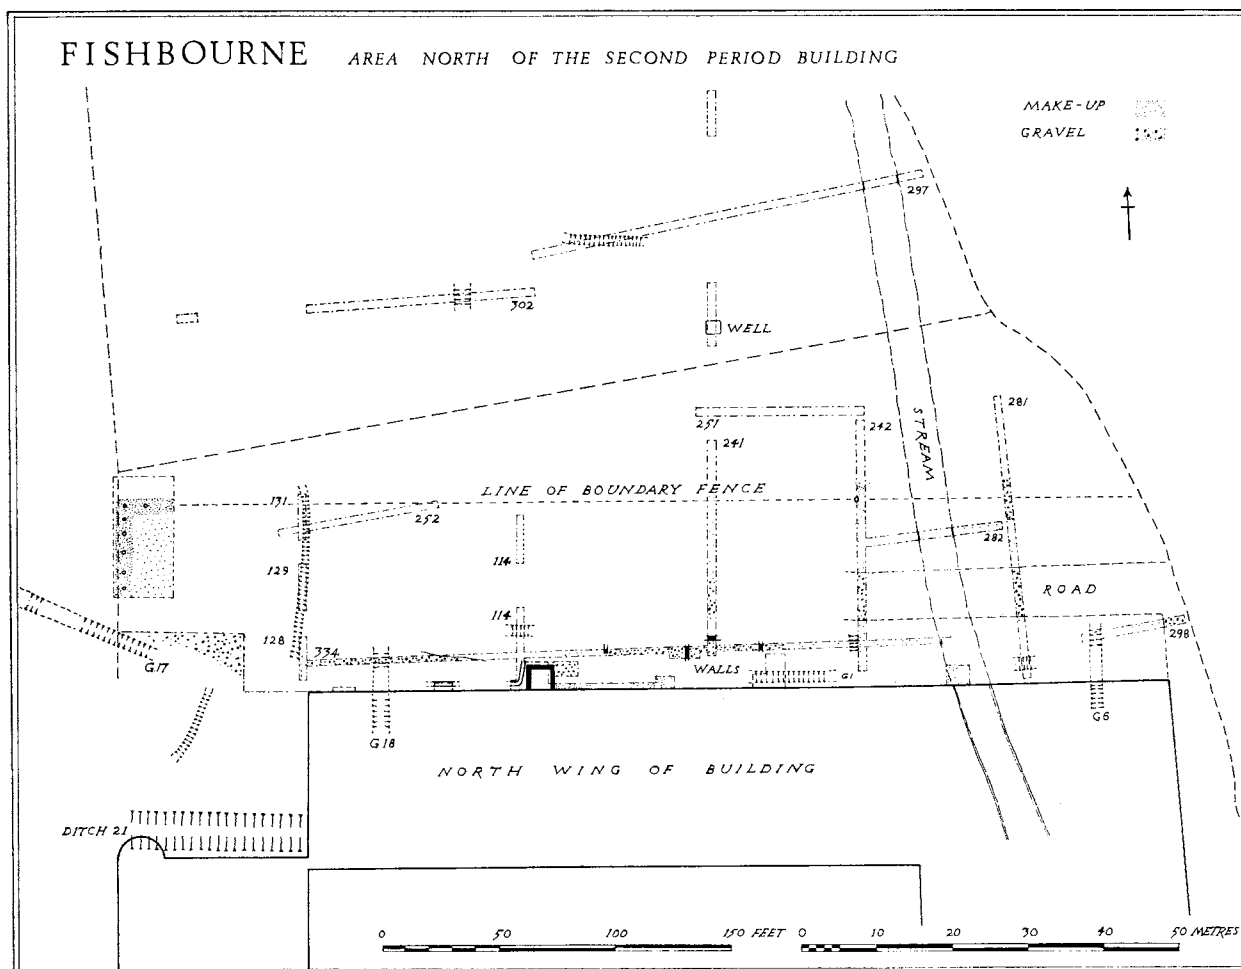 FISHBOURNE AREA NORTH OF THE SECOND PERIOD BUILDING
MAKE-UP
GRAVEL
297
302
WELL
281
251
242
241
STREAM
LINE OF BOUNDARY FENCE
131
252
282
114
129
ROAD
114
128
334
298
G17
WALLS
G1
G18
G6
NORTH WING OF BUILDING
DITCH 21
0 50 100 150 FEET 0 10 20 30 40 50 METRES